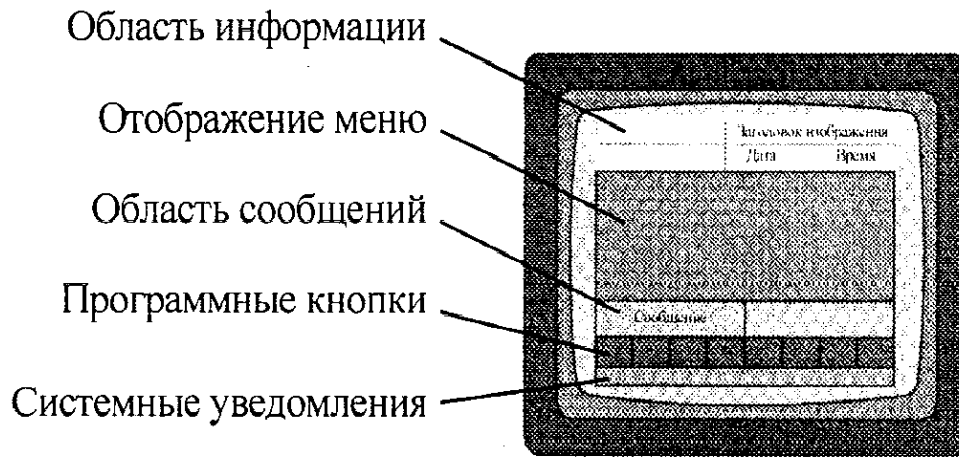 Область информации
Отображение меню
Область сообщений
Программные кнопки
Системные уведомления
Заголовок изображения
Дата Время
Сообщение